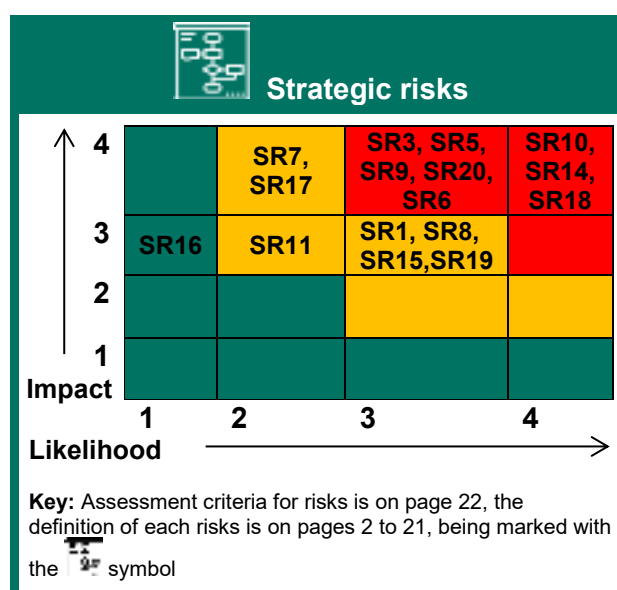 Strategic risks
4
SR7,
SR17
SR3, SR5,
SR9, SR20,
SR6
SR10,
SR14,
SR18
3
SR16
SR11
SR1, SR8,
SR15,SR19
2
1
Impact
1 2 3 4
Likelihood
Key: Assessment criteria for risks is on page 22, the
definition of each risks is on pages 2 to 21, being marked with
the symbol